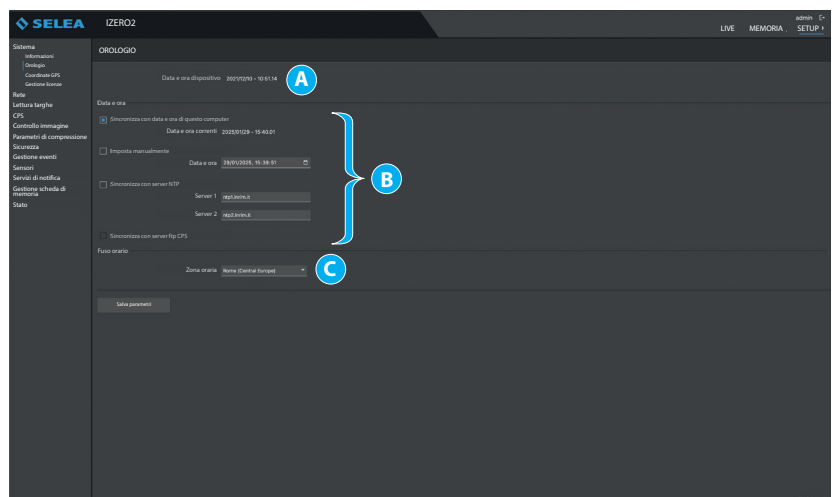 SELEA
IZERO2
admin
LIVE MEMORIA SETUP
Sistema
Informazioni
Orologio
Coordinate GPS
Gestione licenze
Rete
Lettura targhe
CPS
Controllo immagine
Parametri di compressione
Sicurezza
Gestione eventi
Sensori
Servizi di notifica
Gestione scheda di
memoria
Stato
OROLOGIO
Data e ora dispositivo 2021/12/10 - 10:51.14
A
Data e ora
Sincronizza con data e ora di questo computer
Data e ora correnti 2025/01/29 - 15:40.01
Imposta manualmente
Data e ora 29/01/2025, 15:39:51
B
Sincronizza con server NTP
Server 1 ntp1.inrim.it
Server 2 ntp2.inrim.it
Sincronizza con server ftp CPS
Fuso orario
Zona oraria Rome (Central Europe)
C
Salva parametri